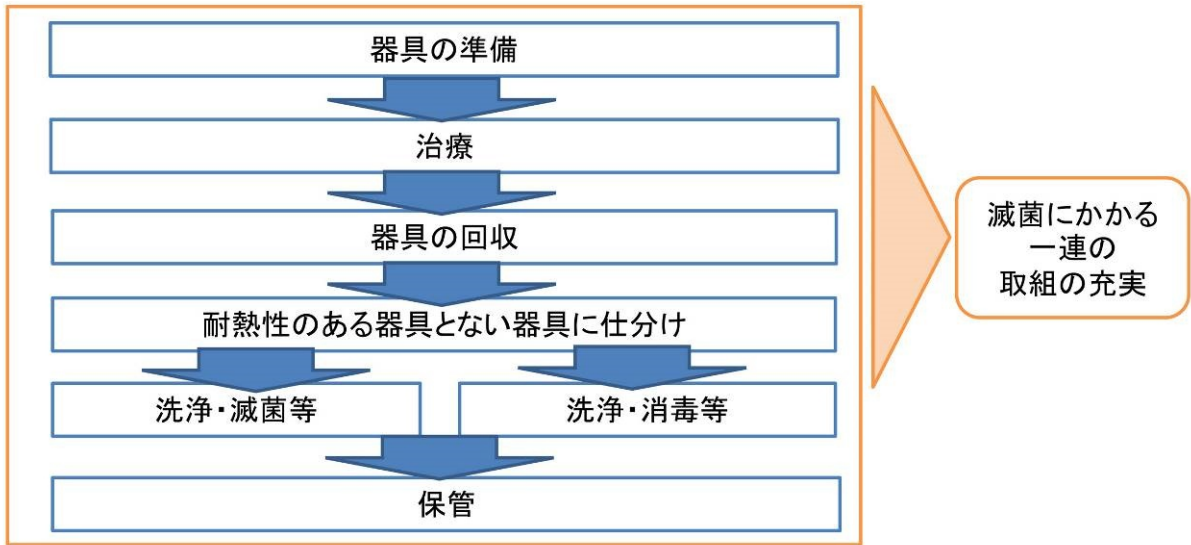 器具の準備
治療
器具の回収
耐熱性のある器具とない器具に仕分け
洗浄・滅菌等
洗浄・消毒等
保管
滅菌にかかる
一連の
取組の充実